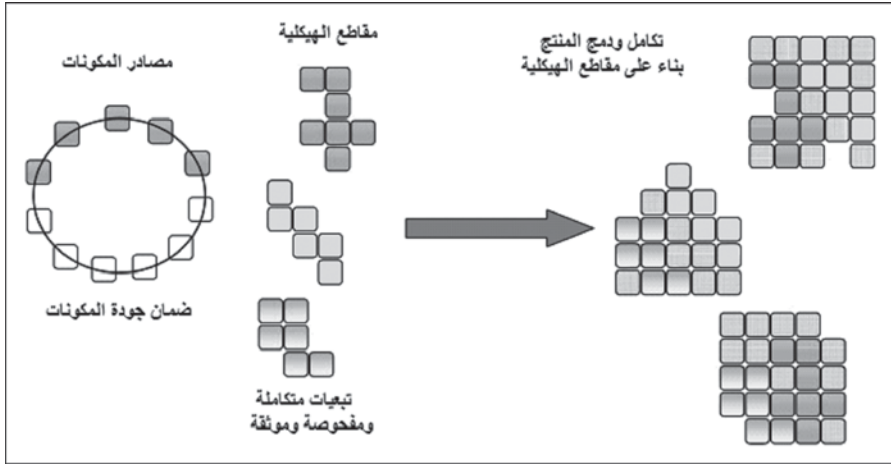 تكامل ودمج المنتج
بناء على مقاطع الهيكلية
مقاطع الهيكلية
مصادر المكونات
ضمان جودة المكونات
تبعيات متكاملة
ومفحوصة وموثقة